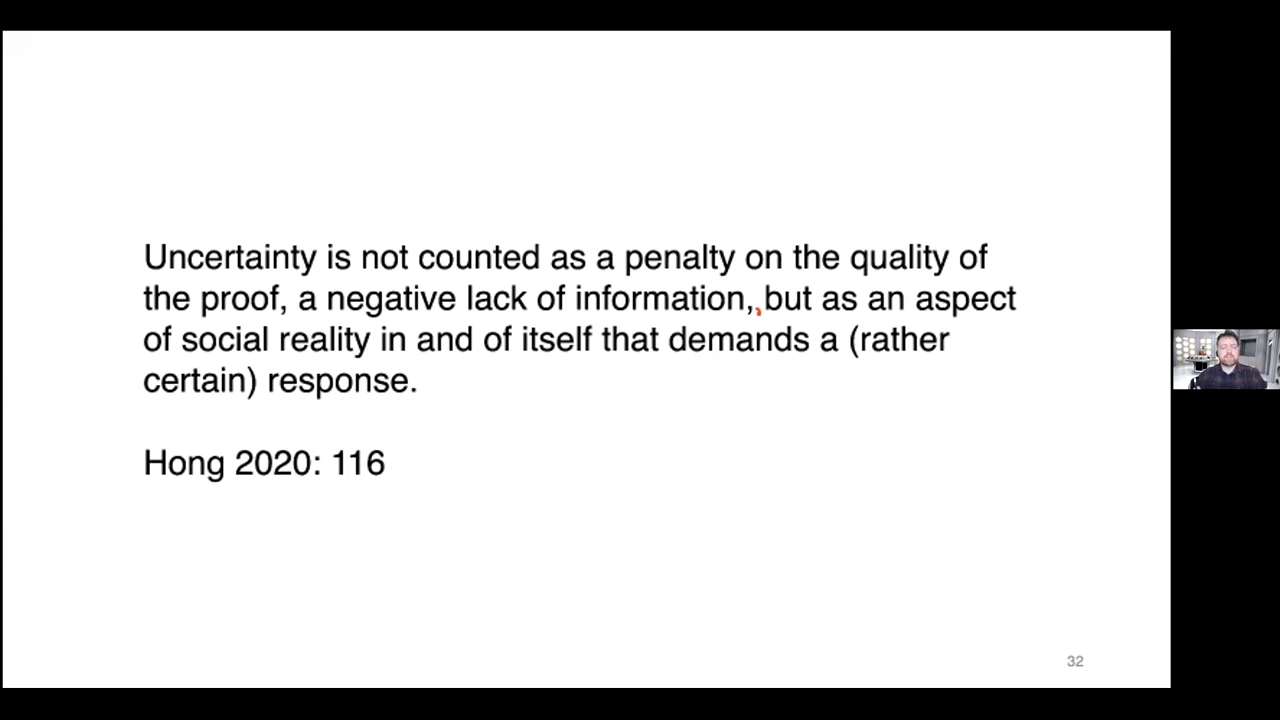 Uncertainty is not counted as a penalty on the quality of
the proof, a negative lack of information,,but as an aspect
of social reality in and of itself that demands a (rather
certain) response.
Hong 2020: 116
32